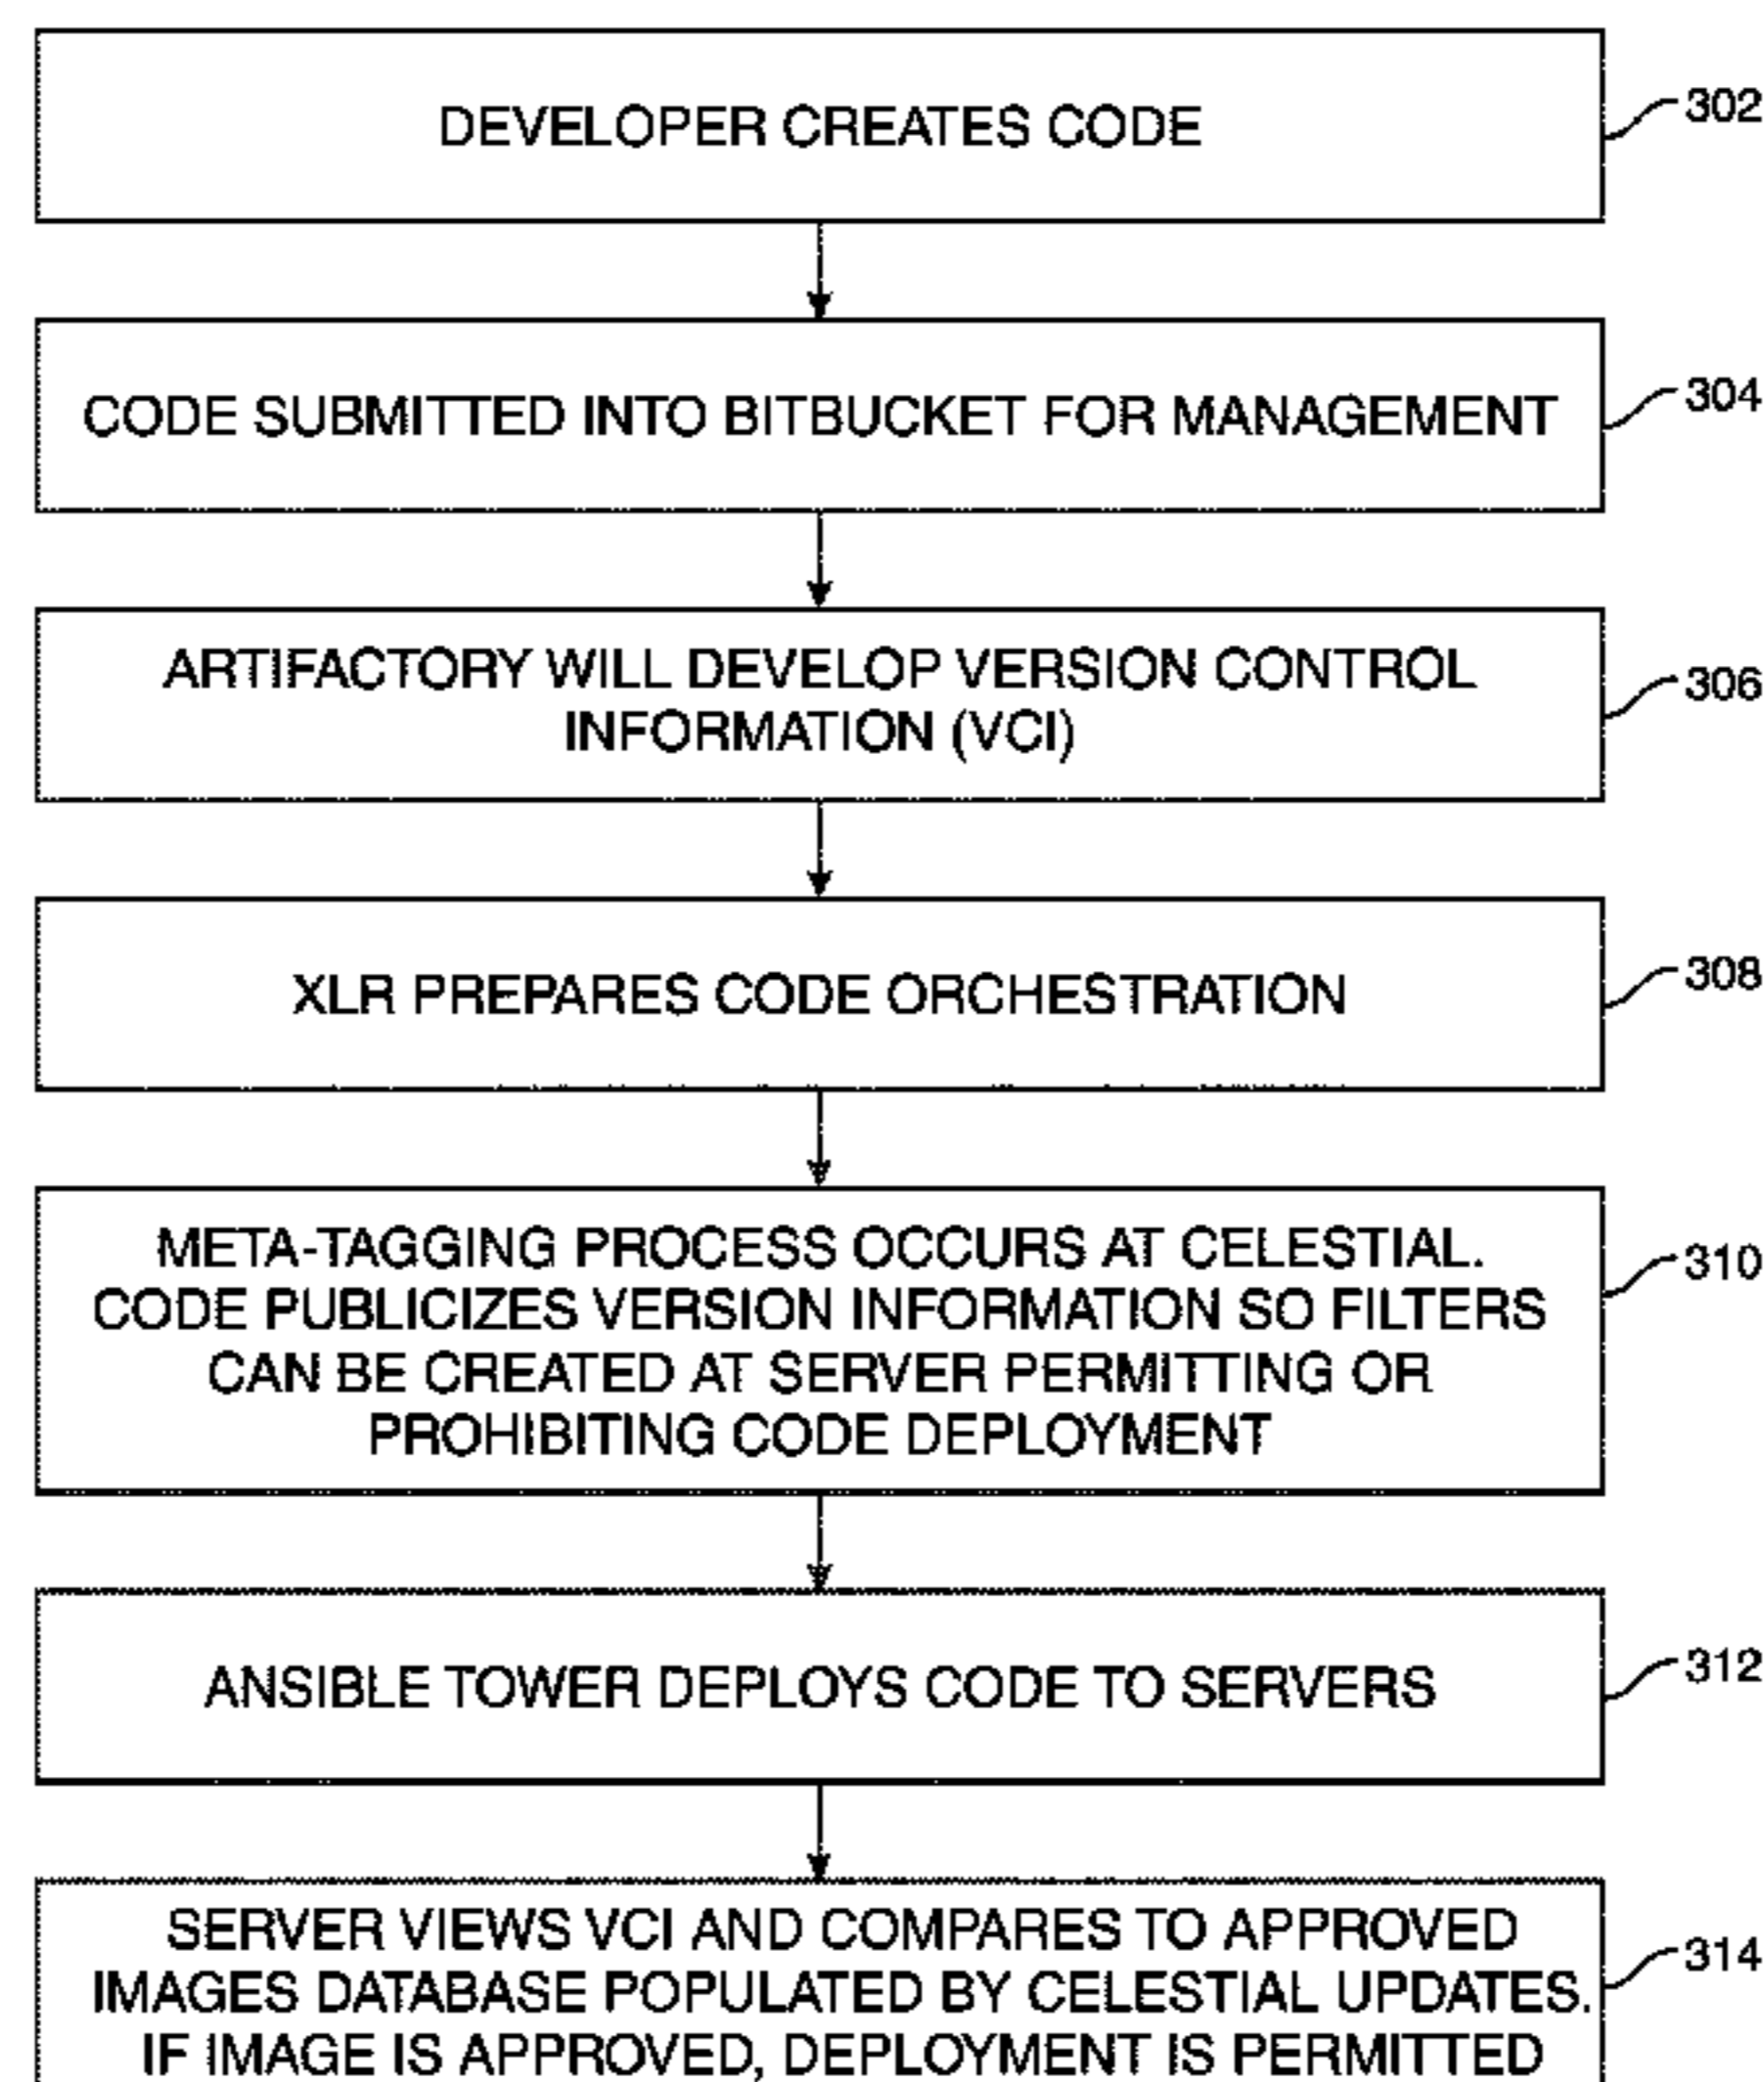 DEVELOPER CREATES CODE
302
CODE SUBMITTED INTO BITBUCKET FOR MANAGEMENT
304
ARTIFACTORY WILL DEVELOP VERSION CONTROL
INFORMATION (VCI)
306
XLR PREPARES CODE ORCHESTRATION
308
META-TAGGING PROCESS OCCURS AT CELESTIAL.
CODE PUBLICIZES VERSION INFORMATION SO FILTERS
CAN BE CREATED AT SERVER PERMITTING OR
PROHIBITING CODE DEPLOYMENT
310
ANSIBLE TOWER DEPLOYS CODE TO SERVERS
312
SERVER VIEWS VCI AND COMPARES TO APPROVED
IMAGES DATABASE POPULATED BY CELESTIAL UPDATES.
IF IMAGE IS APPROVED, DEPLOYMENT IS PERMITTED
314